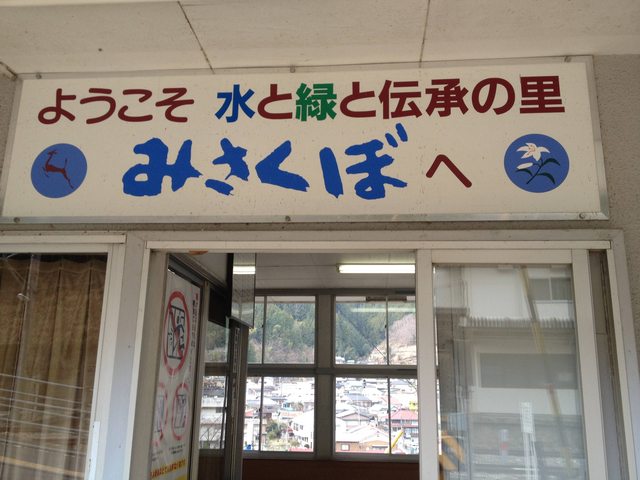 ようこそ 水と緑と伝承の里
みさくぼへ